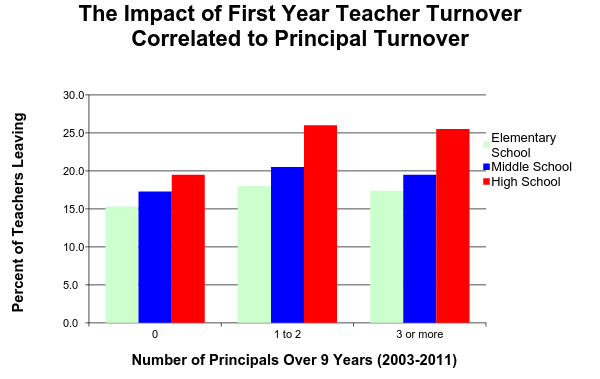 The Impact of First Year Teacher Turnover
Correlated to Principal Turnover
Percent of Teachers Leaving
30.0
25.0
20.0
15.0
10.0
5.0
0.0
0
1 to 2
3 or more
Number of Principals Over 9 Years (2003-2011)
Elementary
School
Middle School
High School